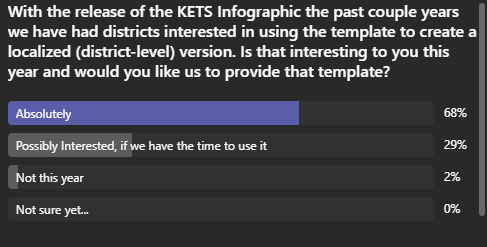 With the release of the KETS Infographic the past couple years
we have had districts interested in using the template to create a
localized (district-level) version. Is that interesting to you this
year and would you like us to provide that template?
Absolutely 68%
Possibly Interested, if we have the time to use it 29%
Not this year 2%
Not sure yet... 0%